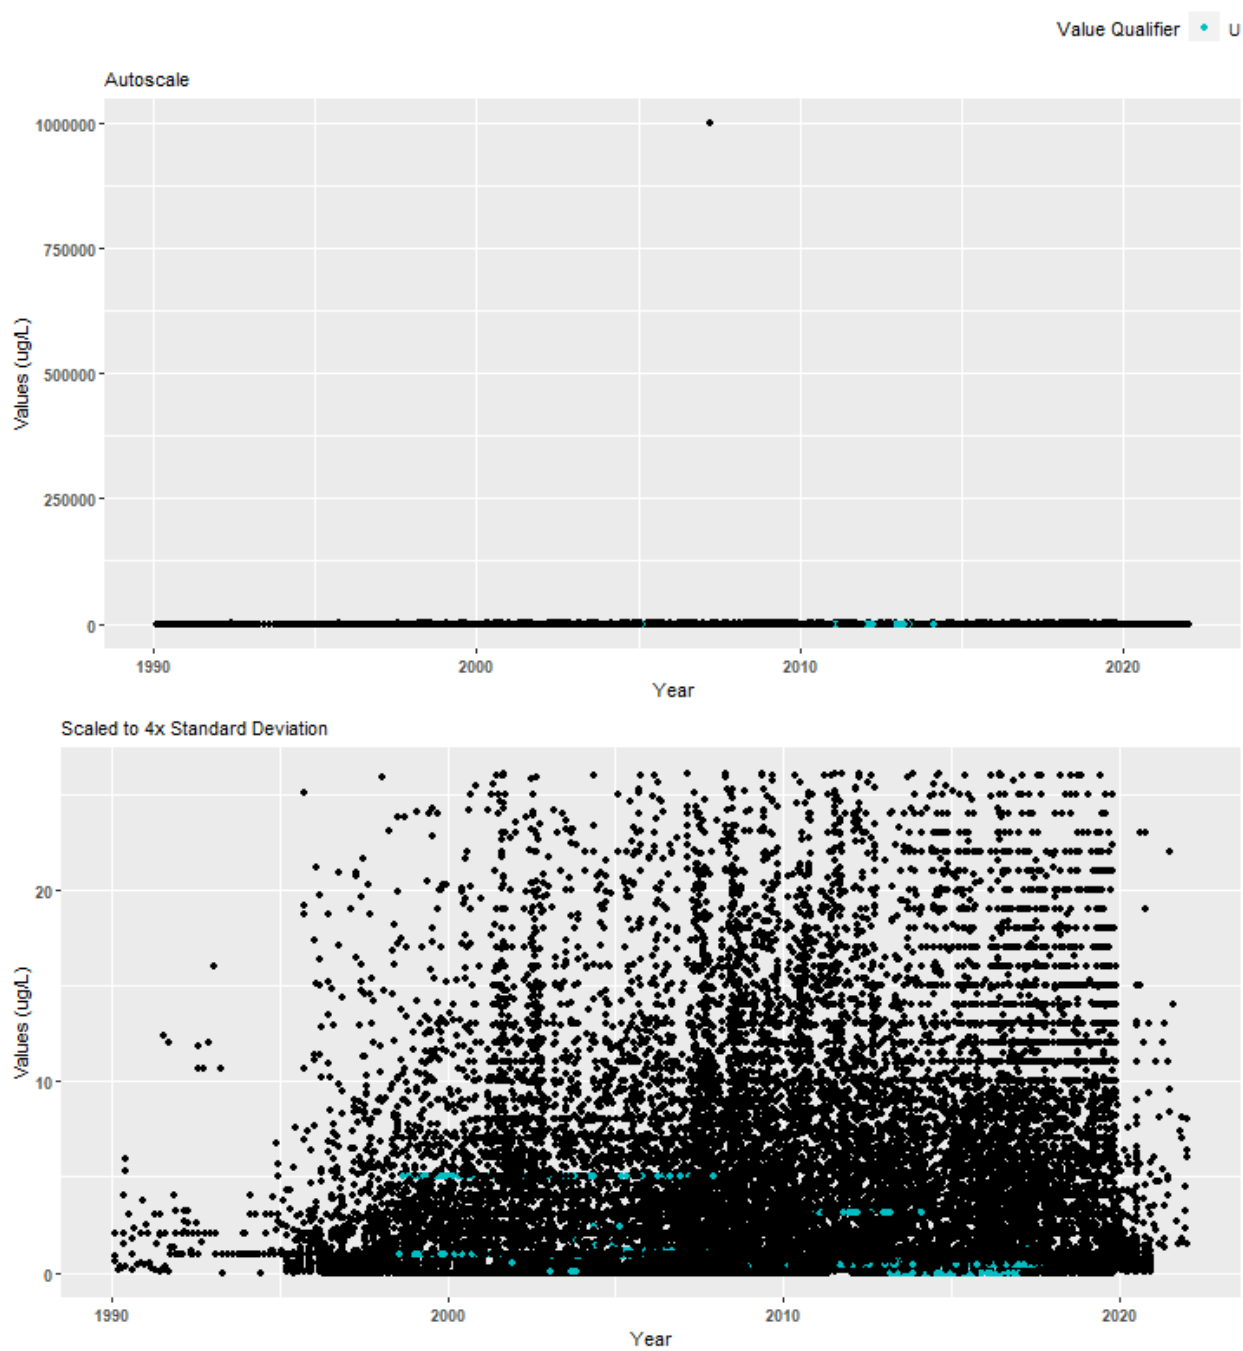 Value Qualifier U
Autoscale
1000000
750000
500000
250000
0
Values (ug/L)
1990 2000 2010 2020
Year
Scaled to 4x Standard Deviation
20
10
0
Values (ug/L)
1990 2000 2010 2020
Year